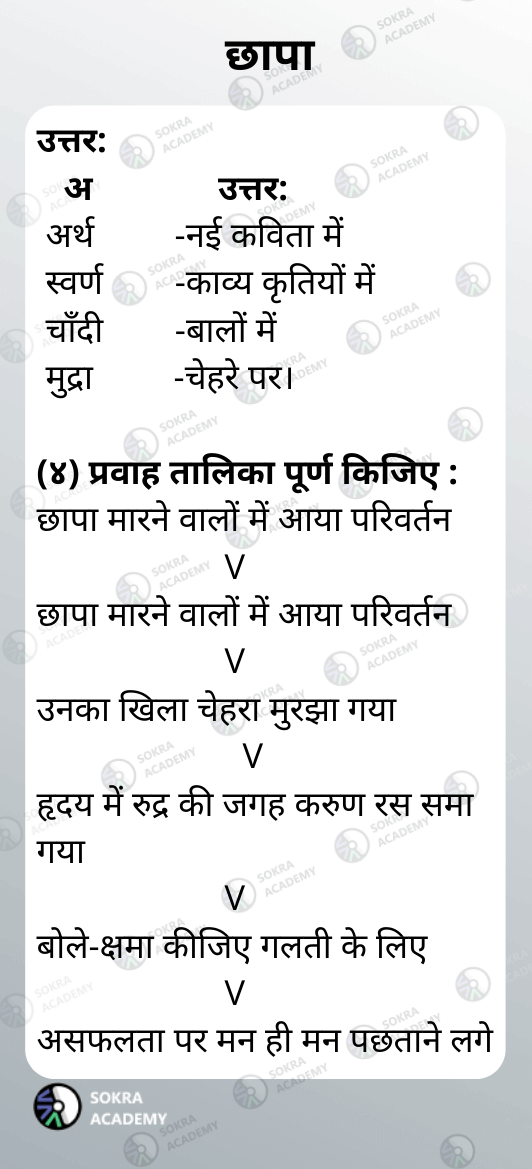 छापा
उत्तर:
अ उत्तर:
अर्थ -नई कविता में
स्वर्ण -काव्य कृतियों में
चाँदी -बालों में
मुद्रा -चेहरे पर।
(४) प्रवाह तालिका पूर्ण किजिए :
छापा मारने वालों में आया परिवर्तन
V
छापा मारने वालों में आया परिवर्तन
V
उनका खिला चेहरा मुरझा गया
V
हृदय में रुद्र की जगह करुण रस समा
गया
V
बोले-क्षमा कीजिए गलती के लिए
V
असफलता पर मन ही मन पछताने लगे
SOKRA
ACADEMY